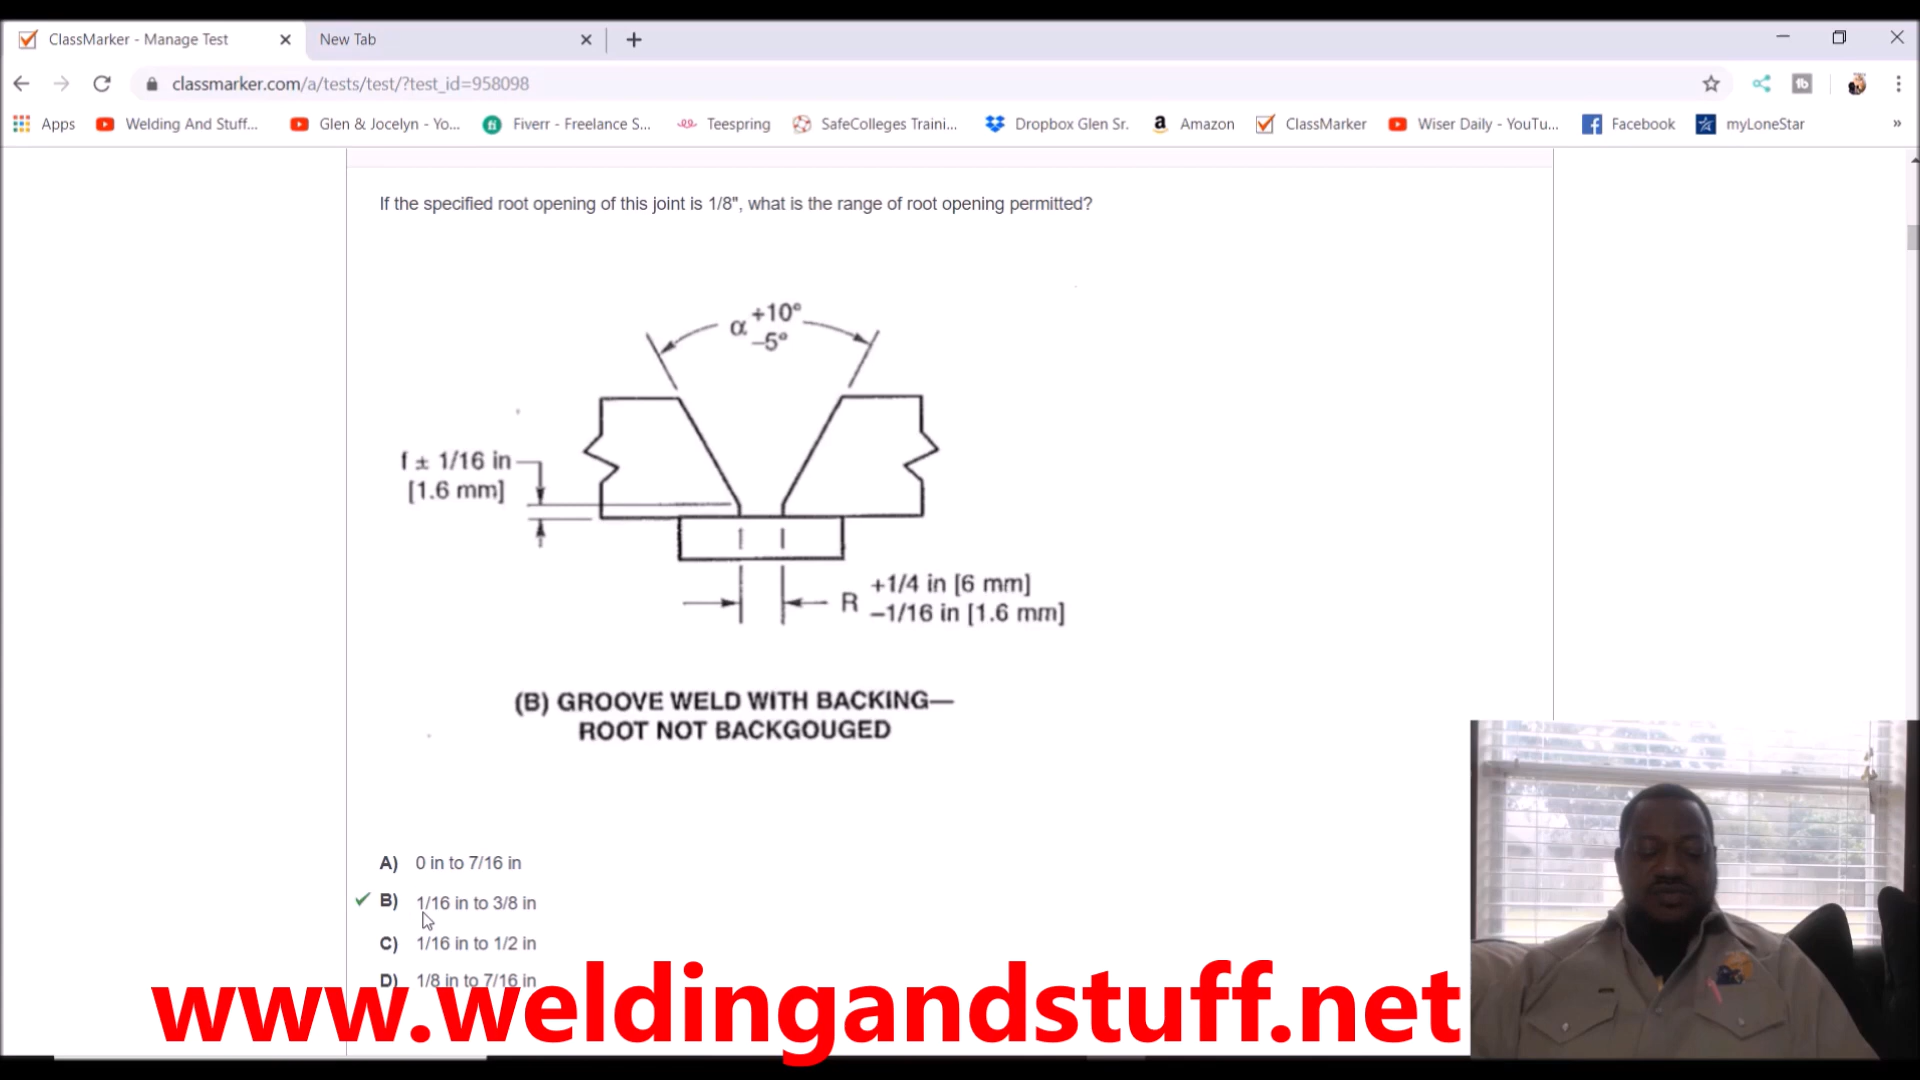 ClassMarker - Manage Test
New Tab
classmarker.com/a/tests/test/?test_id=958098
Apps
Welding And Stuff...
Glen & Jocelyn - Yo...
Fiverr - Freelance S...
Teespring
SafeColleges Traini...
Dropbox Glen Sr.
Amazon
ClassMarker
Wiser Daily - YouTu...
Facebook
myLoneStar
»
If the specified root opening of this joint is 1/8", what is the range of root opening permitted?
α +10°
–5°
f ± 1/16 in
[1.6 mm]
R +1/4 in [6 mm]
–1/16 in [1.6 mm]
(B) GROOVE WELD WITH BACKING—
ROOT NOT BACKGOUGED
A) 0 in to 7/16 in
B) 1/16 in to 3/8 in
C) 1/16 in to 1/2 in
D) 1/8 in to 7/16 in
www.weldingandstuff.net